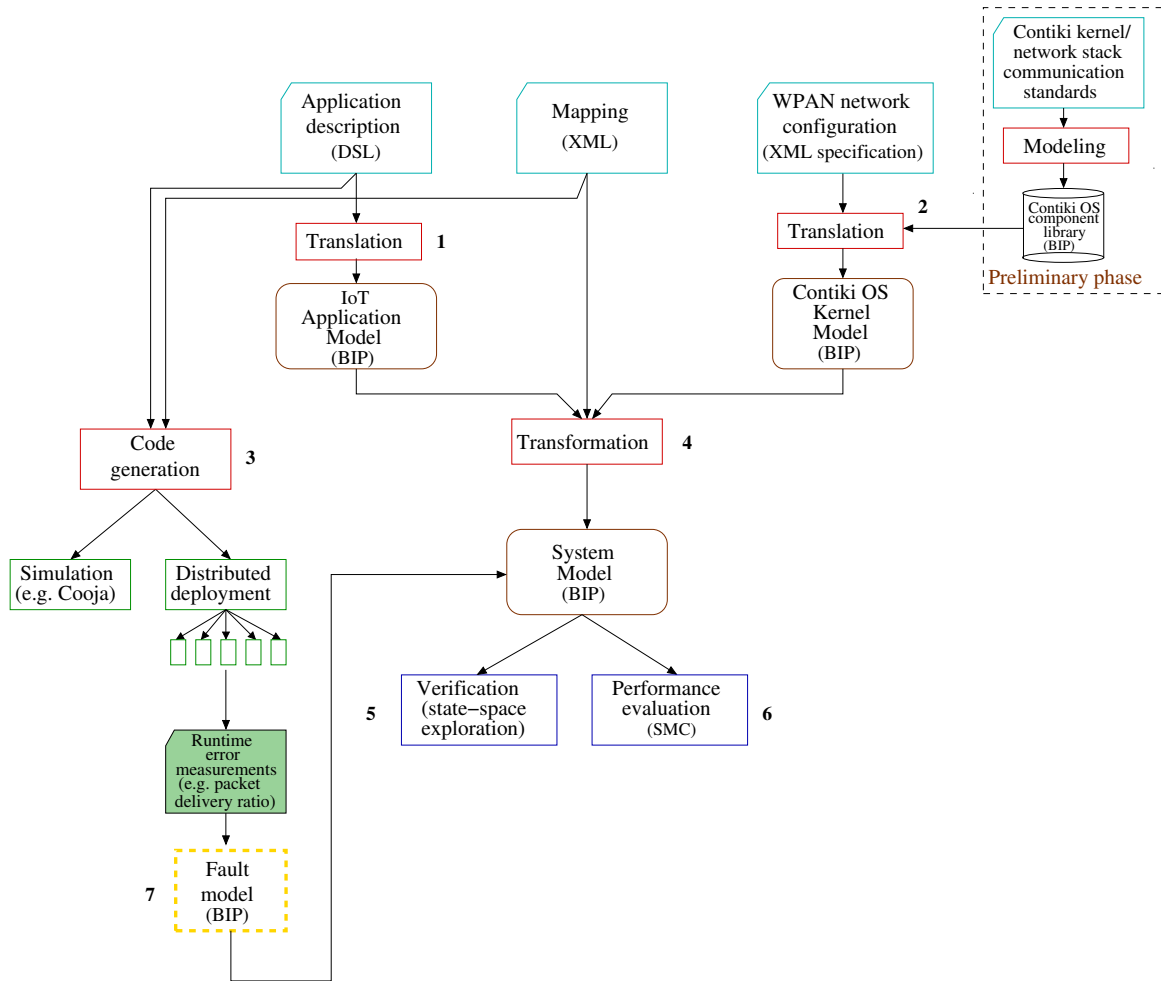 Contiki kernel/
network stack
communication
standards
Application
description
(DSL)
Mapping
(XML)
WPAN network
configuration
(XML specification)
Modeling
Contiki OS
component
library
(BIP)
Preliminary phase
Translation
1
Translation
2
IoT
Application
Model
(BIP)
Contiki OS
Kernel
Model
(BIP)
Code
generation
3
Transformation
4
Simulation
(e.g. Cooja)
Distributed
deployment
System
Model
(BIP)
5
Verification
(state−space
exploration)
Performance
evaluation
(SMC)
6
Runtime
error
measurements
(e.g. packet
delivery ratio)
7
Fault
model
(BIP)